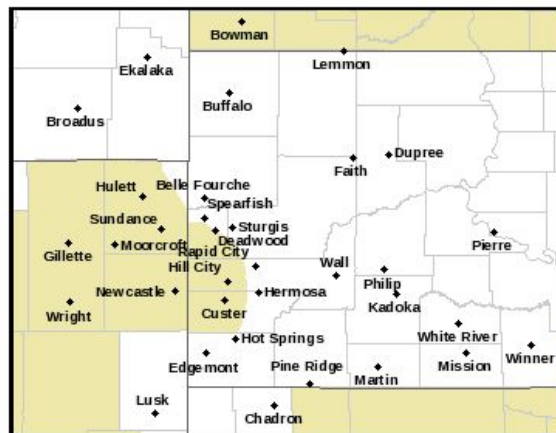 Bowman
Lemmon
Ekalaka
Buffalo
Broadus
Dupree
Faith
Hulett
Belle Fourche
Spearfish
Sundance
Sturgis
Deadwood
Pierre
Gillette
Moorcroft
Rapid City
Wall
Hill City
Philip
Newcastle
Hermosa
Kadoka
Wright
Custer
White River
Hot Springs
Winner
Edgemont
Pine Ridge
Mission
Martin
Lusk
Chadron